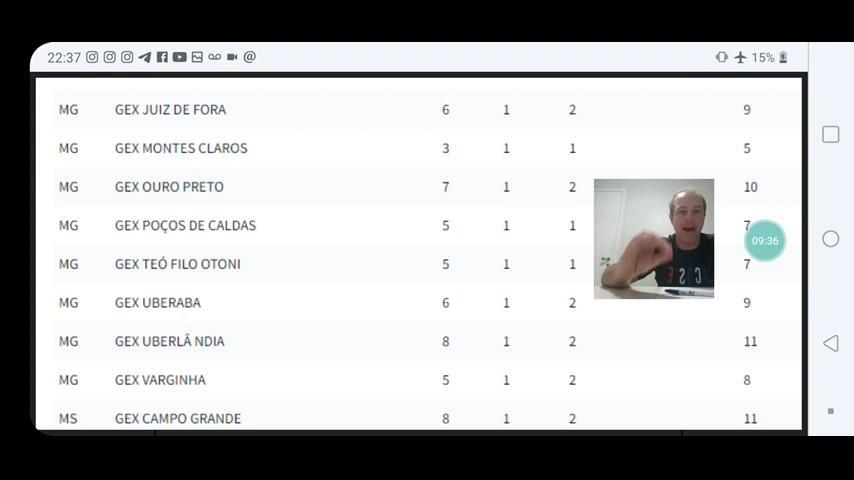 22:37 15%
MG GEX JUIZ DE FORA 6 1 2 9
MG GEX MONTES CLAROS 3 1 1 5
MG GEX OURO PRETO 7 1 2 10
MG GEX POÇOS DE CALDAS 5 1 1 7
09:36
MG GEX TEÓ FILO OTONI 5 1 1 7
MG GEX UBERABA 6 1 2 9
MG GEX UBERLÂ NDIA 8 1 2 11
MG GEX VARGINHA 5 1 2 8
MS GEX CAMPO GRANDE 8 1 2 11